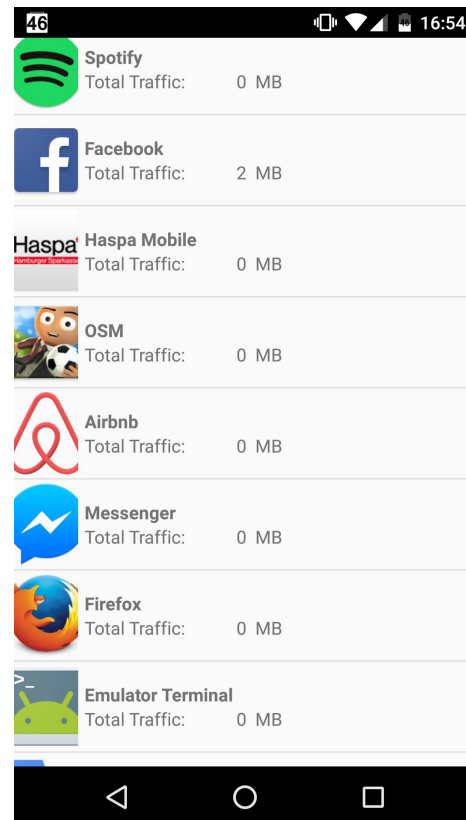 46
46
16:54
Spotify
Total Traffic: 0 MB
Facebook
Total Traffic: 2 MB
Haspa
Hamburger Sparkasse
Haspa Mobile
Total Traffic: 0 MB
OSM
Total Traffic: 0 MB
Airbnb
Total Traffic: 0 MB
Messenger
Total Traffic: 0 MB
Firefox
Total Traffic: 0 MB
>_
Emulator Terminal
Total Traffic: 0 MB